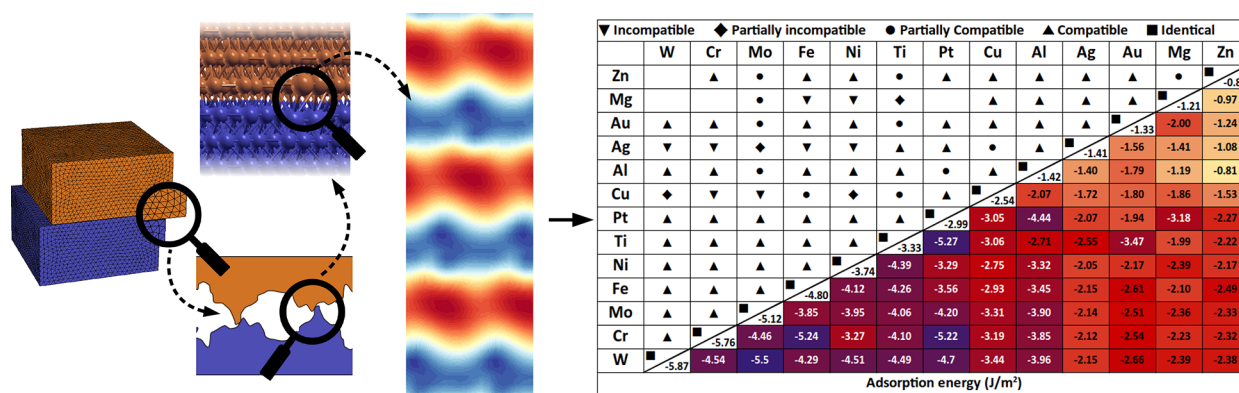 ▼ Incompatible ◆ Partially incompatible ● Partially Compatible ▲ Compatible ■ Identical
W Cr Mo Fe Ni Ti Pt Cu Al Ag Au Mg Zn
Zn ▲ ● ▲ ▲ ● ▲ ▲ ▲ ▲ ▲ ● ■
Mg ● ▼ ▼ ◆ ▲ ▲ ▲ ▲ ■ -1.21 -0.97
Au ▲ ▲ ● ▲ ▲ ● ▲ ▲ ▲ ▲ ■ -1.33 -2.00 -1.24
Ag ▼ ▼ ◆ ▼ ▼ ▲ ▲ ● ▲ ■ -1.41 -1.56 -1.41 -1.08
Al ▲ ▲ ● ▲ ▲ ▲ ● ▲ ■ -1.42 -1.40 -1.79 -1.19 -0.81
Cu ◆ ▼ ▼ ● ◆ ● ▲ ■ -2.54 -2.07 -1.72 -1.80 -1.86 -1.53
Pt ▲ ▲ ▲ ▲ ▲ ▲ ■ -2.99 -3.05 -4.44 -2.07 -1.94 -3.18 -2.27
Ti ▲ ▲ ▲ ▲ ▲ ■ -3.33 -5.27 -3.06 -2.71 -2.55 -3.47 -1.99 -2.22
Ni ▲ ▲ ▲ ▲ ■ -3.74 -4.39 -3.29 -2.75 -3.32 -2.05 -2.17 -2.39 -2.17
Fe ▲ ▲ ▲ ■ -4.80 -4.12 -4.26 -3.56 -2.93 -3.45 -2.15 -2.61 -2.10 -2.49
Mo ▲ ▲ ■ -5.12 -3.85 -3.95 -4.06 -4.20 -3.31 -3.90 -2.14 -2.51 -2.36 -2.33
Cr ▲ ■ -5.76 -4.46 -5.24 -3.27 -4.10 -5.22 -3.19 -3.85 -2.12 -2.54 -2.23 -2.32
W ■ -5.87 -4.54 -5.5 -4.29 -4.51 -4.49 -4.7 -3.44 -3.96 -2.15 -2.66 -2.39 -2.38
Adsorption energy (J/m²)